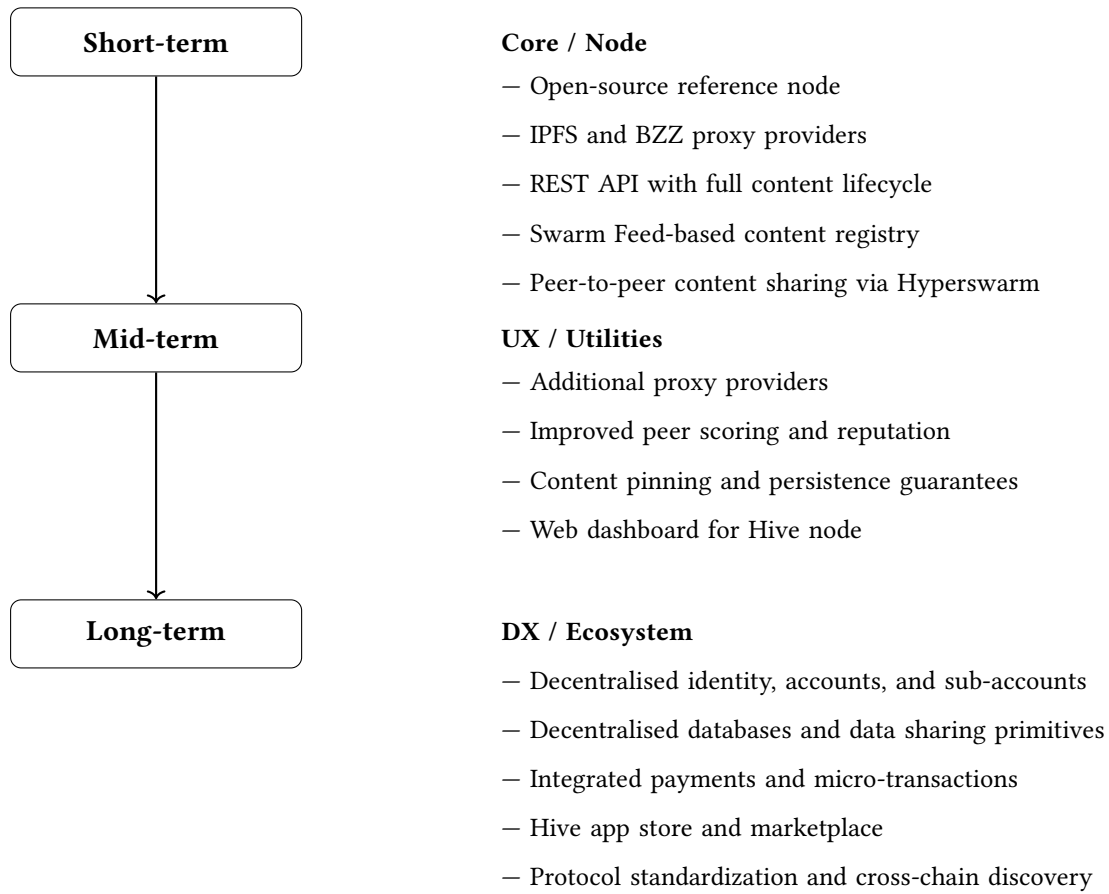 Short-term
Core / Node
— Open-source reference node
— IPFS and BZZ proxy providers
— REST API with full content lifecycle
— Swarm Feed-based content registry
— Peer-to-peer content sharing via Hyperswarm
Mid-term
UX / Utilities
— Additional proxy providers
— Improved peer scoring and reputation
— Content pinning and persistence guarantees
— Web dashboard for Hive node
Long-term
DX / Ecosystem
— Decentralised identity, accounts, and sub-accounts
— Decentralised databases and data sharing primitives
— Integrated payments and micro-transactions
— Hive app store and marketplace
— Protocol standardization and cross-chain discovery